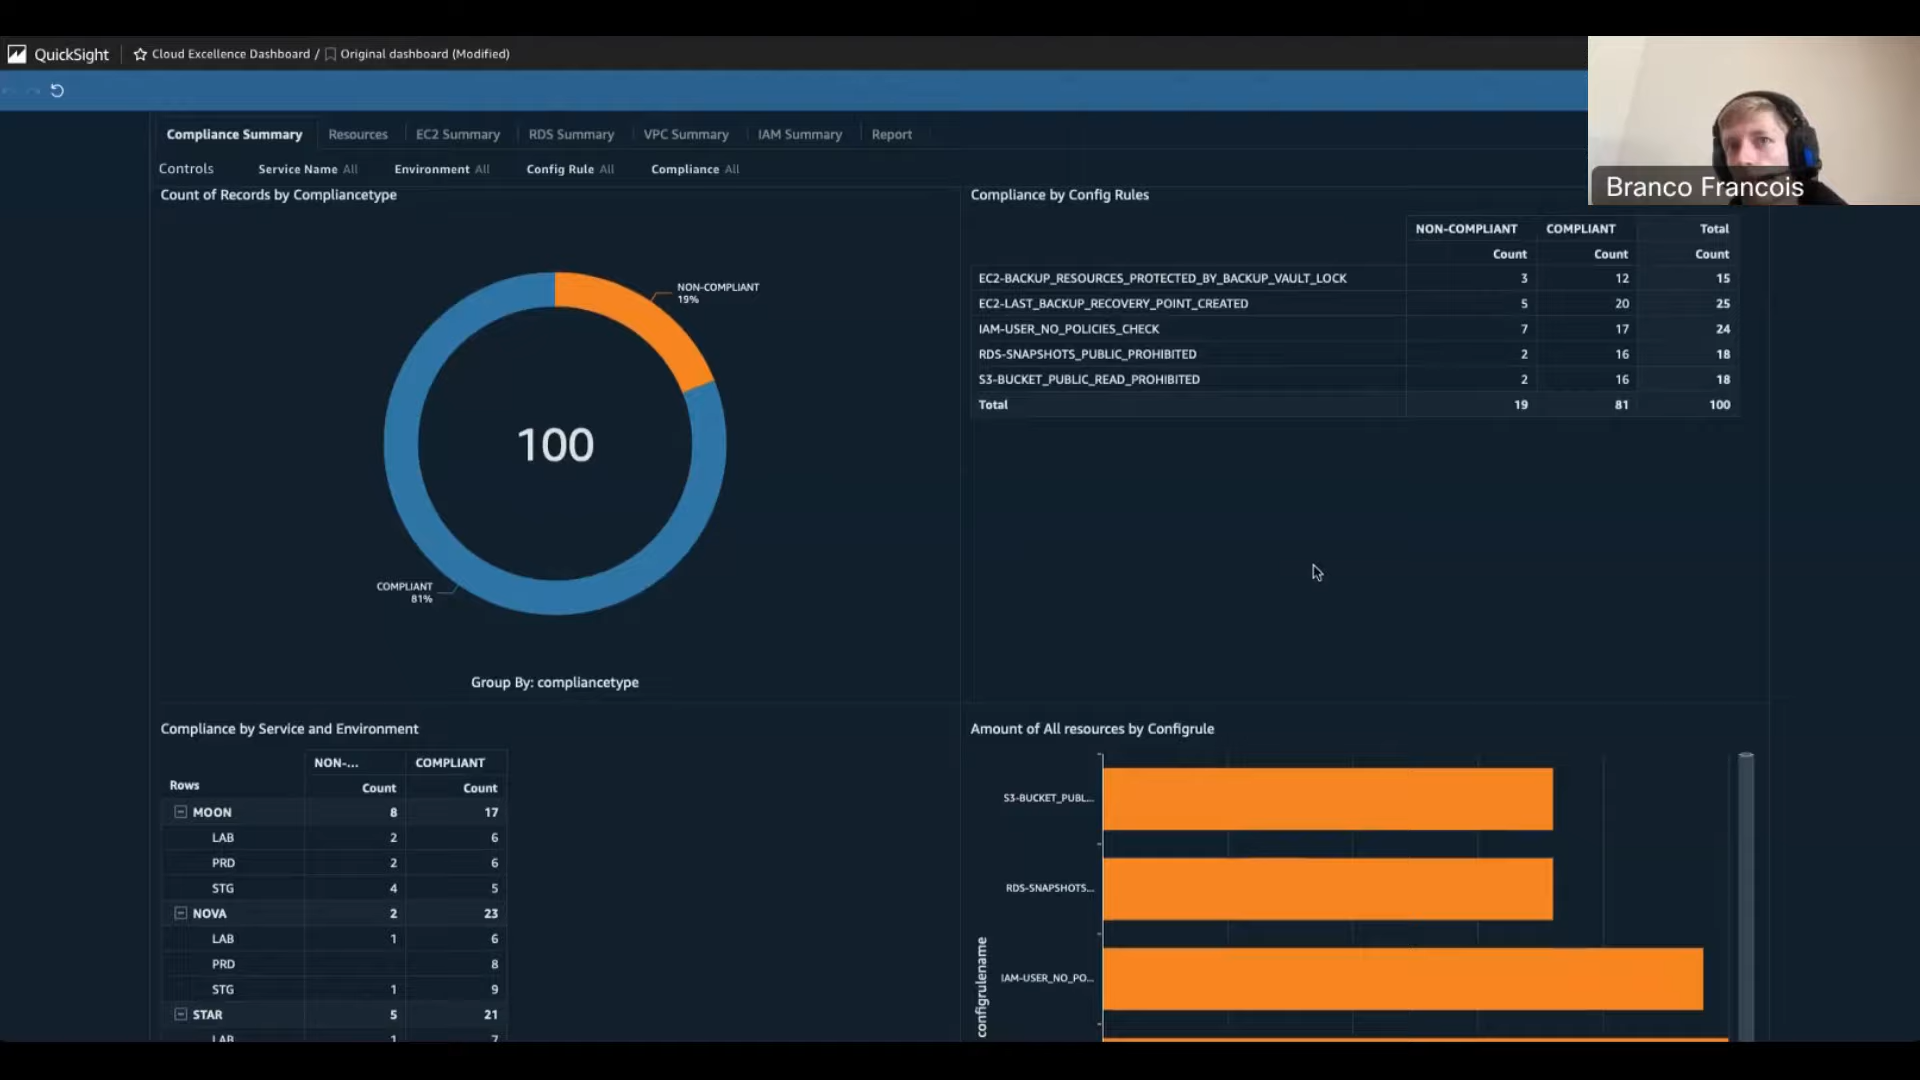 QuickSight Cloud Excellence Dashboard / Original dashboard (Modified)
Branco Francois
Compliance Summary Resources EC2 Summary RDS Summary VPC Summary IAM Summary Report
Controls Service Name All Environment All Config Rule All Compliance All
Count of Records by Compliancetype
NON-COMPLIANT
19%
100
COMPLIANT
81%
Group By: compliancetype
Compliance by Config Rules
NON-COMPLIANT COMPLIANT Total
Count Count Count
EC2-BACKUP_RESOURCES_PROTECTED_BY_BACKUP_VAULT_LOCK 3 12 15
EC2-LAST_BACKUP_RECOVERY_POINT_CREATED 5 20 25
IAM-USER_NO_POLICIES_CHECK 7 17 24
RDS-SNAPSHOTS_PUBLIC_PROHIBITED 2 16 18
S3-BUCKET_PUBLIC_READ_PROHIBITED 2 16 18
Total 19 81 100
Compliance by Service and Environment
NON-... COMPLIANT
Rows Count Count
MOON 8 17
LAB 2 6
PRD 2 6
STG 4 5
NOVA 2 23
LAB 1 6
PRD 8
STG 1 9
STAR 5 21
LAB 1 7
Amount of All resources by Configrule
S3-BUCKET_PUBL...
RDS-SNAPSHOTS...
IAM-USER_NO_PO...
configrulename